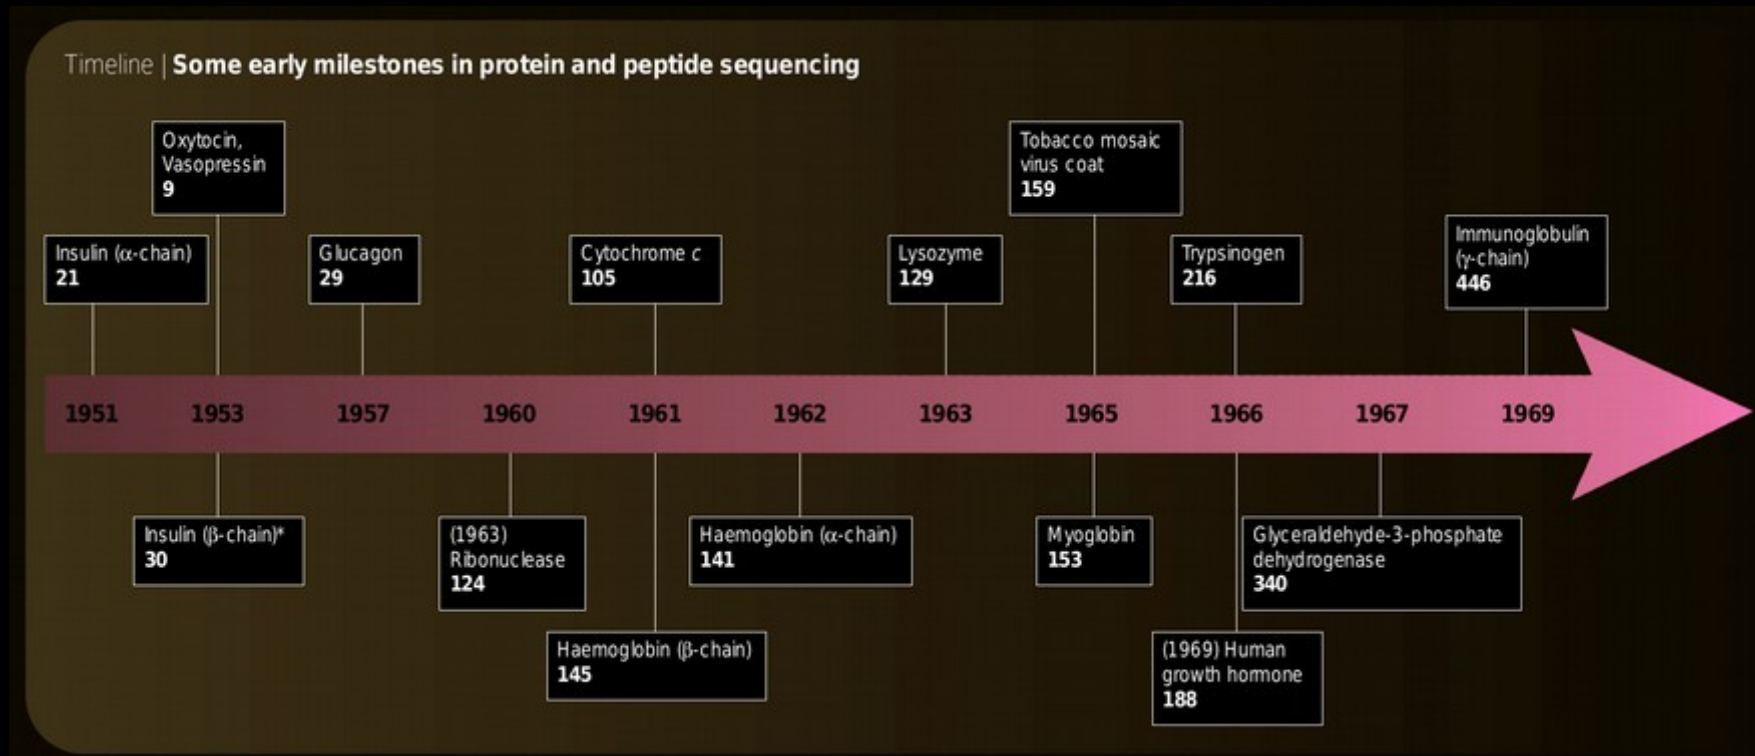 Timeline | Some early milestones in protein and peptide sequencing
Oxytocin,
Vasopressin
9
Tobacco mosaic
virus coat
159
Insulin (α-chain)
21
Glucagon
29
Cytochrome c
105
Lysozyme
129
Trypsinogen
216
Immunoglobulin
(γ-chain)
446
1951 1953 1957 1960 1961 1962 1963 1965 1966 1967 1969
Insulin (β-chain)*
30
(1963)
Ribonuclease
124
Haemoglobin (α-chain)
141
Myoglobin
153
Glyceraldehyde-3-phosphate
dehydrogenase
340
Haemoglobin (β-chain)
145
(1969) Human
growth hormone
188